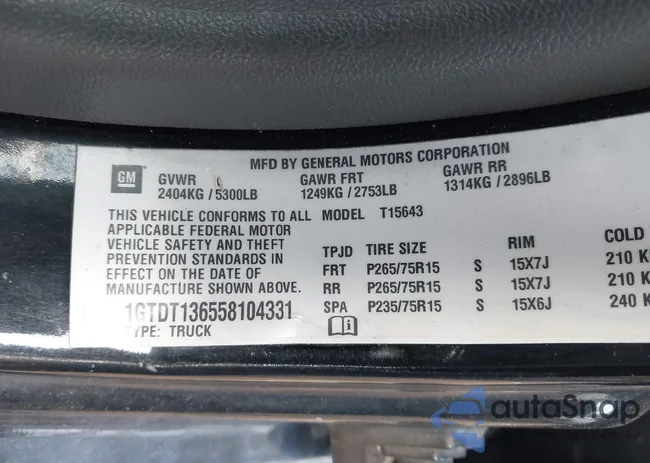 MFD BY GENERAL MOTORS CORPORATION
GM
GVWR GAWR FRT GAWR RR
2404KG / 5300LB 1249KG / 2753LB 1314KG / 2896LB
THIS VEHICLE CONFORMS TO ALL MODEL T15643
APPLICABLE FEDERAL MOTOR
VEHICLE SAFETY AND THEFT
PREVENTION STANDARDS IN
EFFECT ON THE DATE OF
MANUFACTURE SHOWN ABOVE.
1GTDT136558104331
TYPE: TRUCK
TPJD TIRE SIZE RIM COLD
FRT P265/75R15 S 15X7J 210 K
RR P265/75R15 S 15X7J 210 K
SPA P235/75R15 S 15X6J 240 K
autoSnap